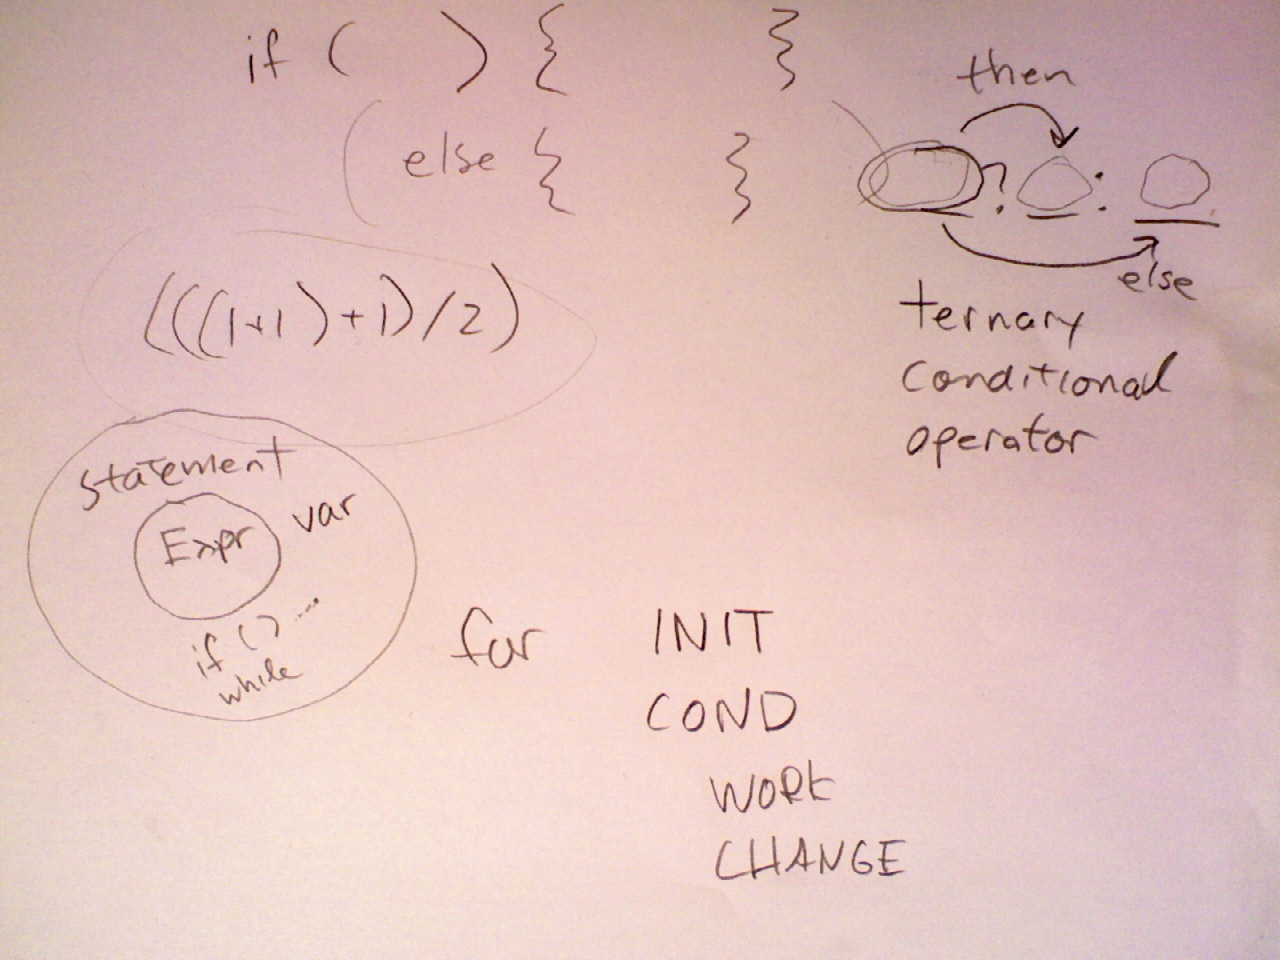 if ( ) { }
(else { })
then
? :
else
ternary
conditional
operator
(((1+1)+1)/2)
statement
Expr
var
if () ...
while
for
INIT
COND
WORK
CHANGE